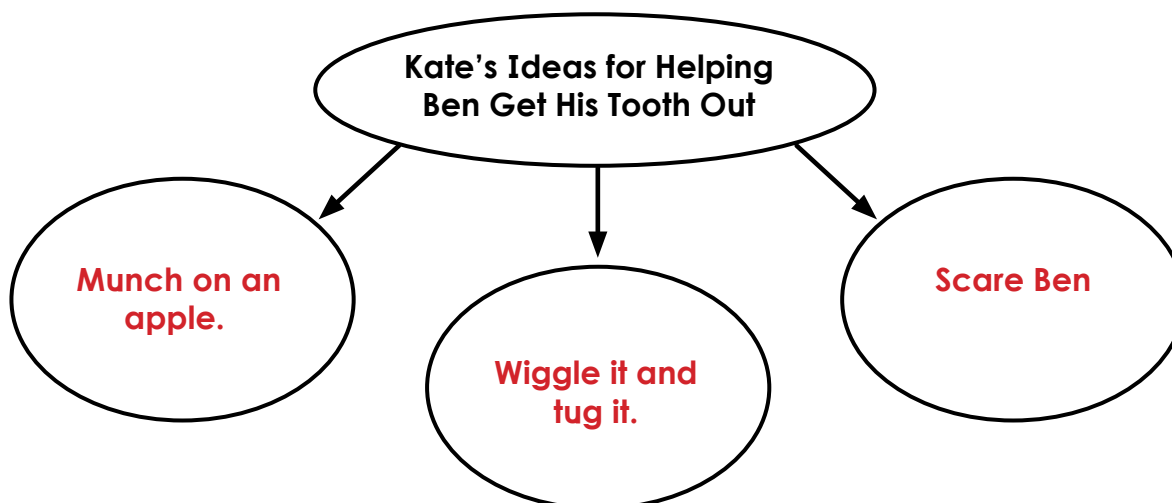 Kate’s Ideas for Helping
Ben Get His Tooth Out
Munch on an
apple.
Wiggle it and
tug it.
Scare Ben